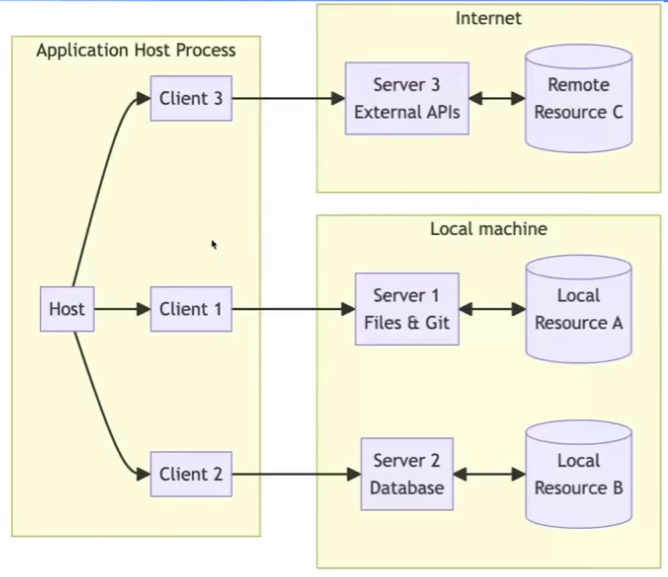 Internet
Application Host Process
Client 3
Server 3
External APIs
Remote
Resource C
Local machine
Host
Client 1
Server 1
Files & Git
Local
Resource A
Client 2
Server 2
Database
Local
Resource B